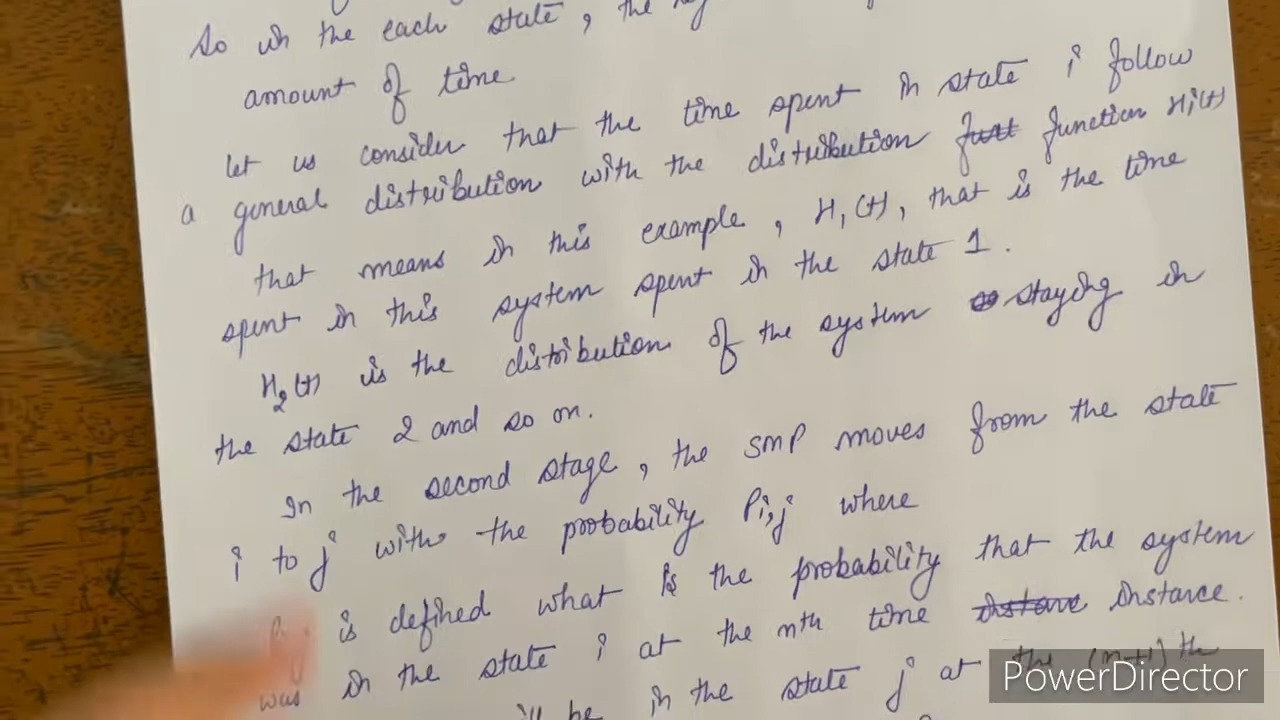 So in the each state, the
amount of time
let us consider that the time spent in state i follow
a general distribution with the distribution function Hi(t)
that means in this example, H1(t), that is the time
spent in this system spent in the state 1.
H2(t) is the distribution of the system staying in
the state 2 and so on.
In the second stage, the SMP moves from the state
i to j with the probability Pi,j where
is defined what is the probability that the system
was in the state i at the nth time instance.
be in the state j at the (n+1)th
PowerDirector